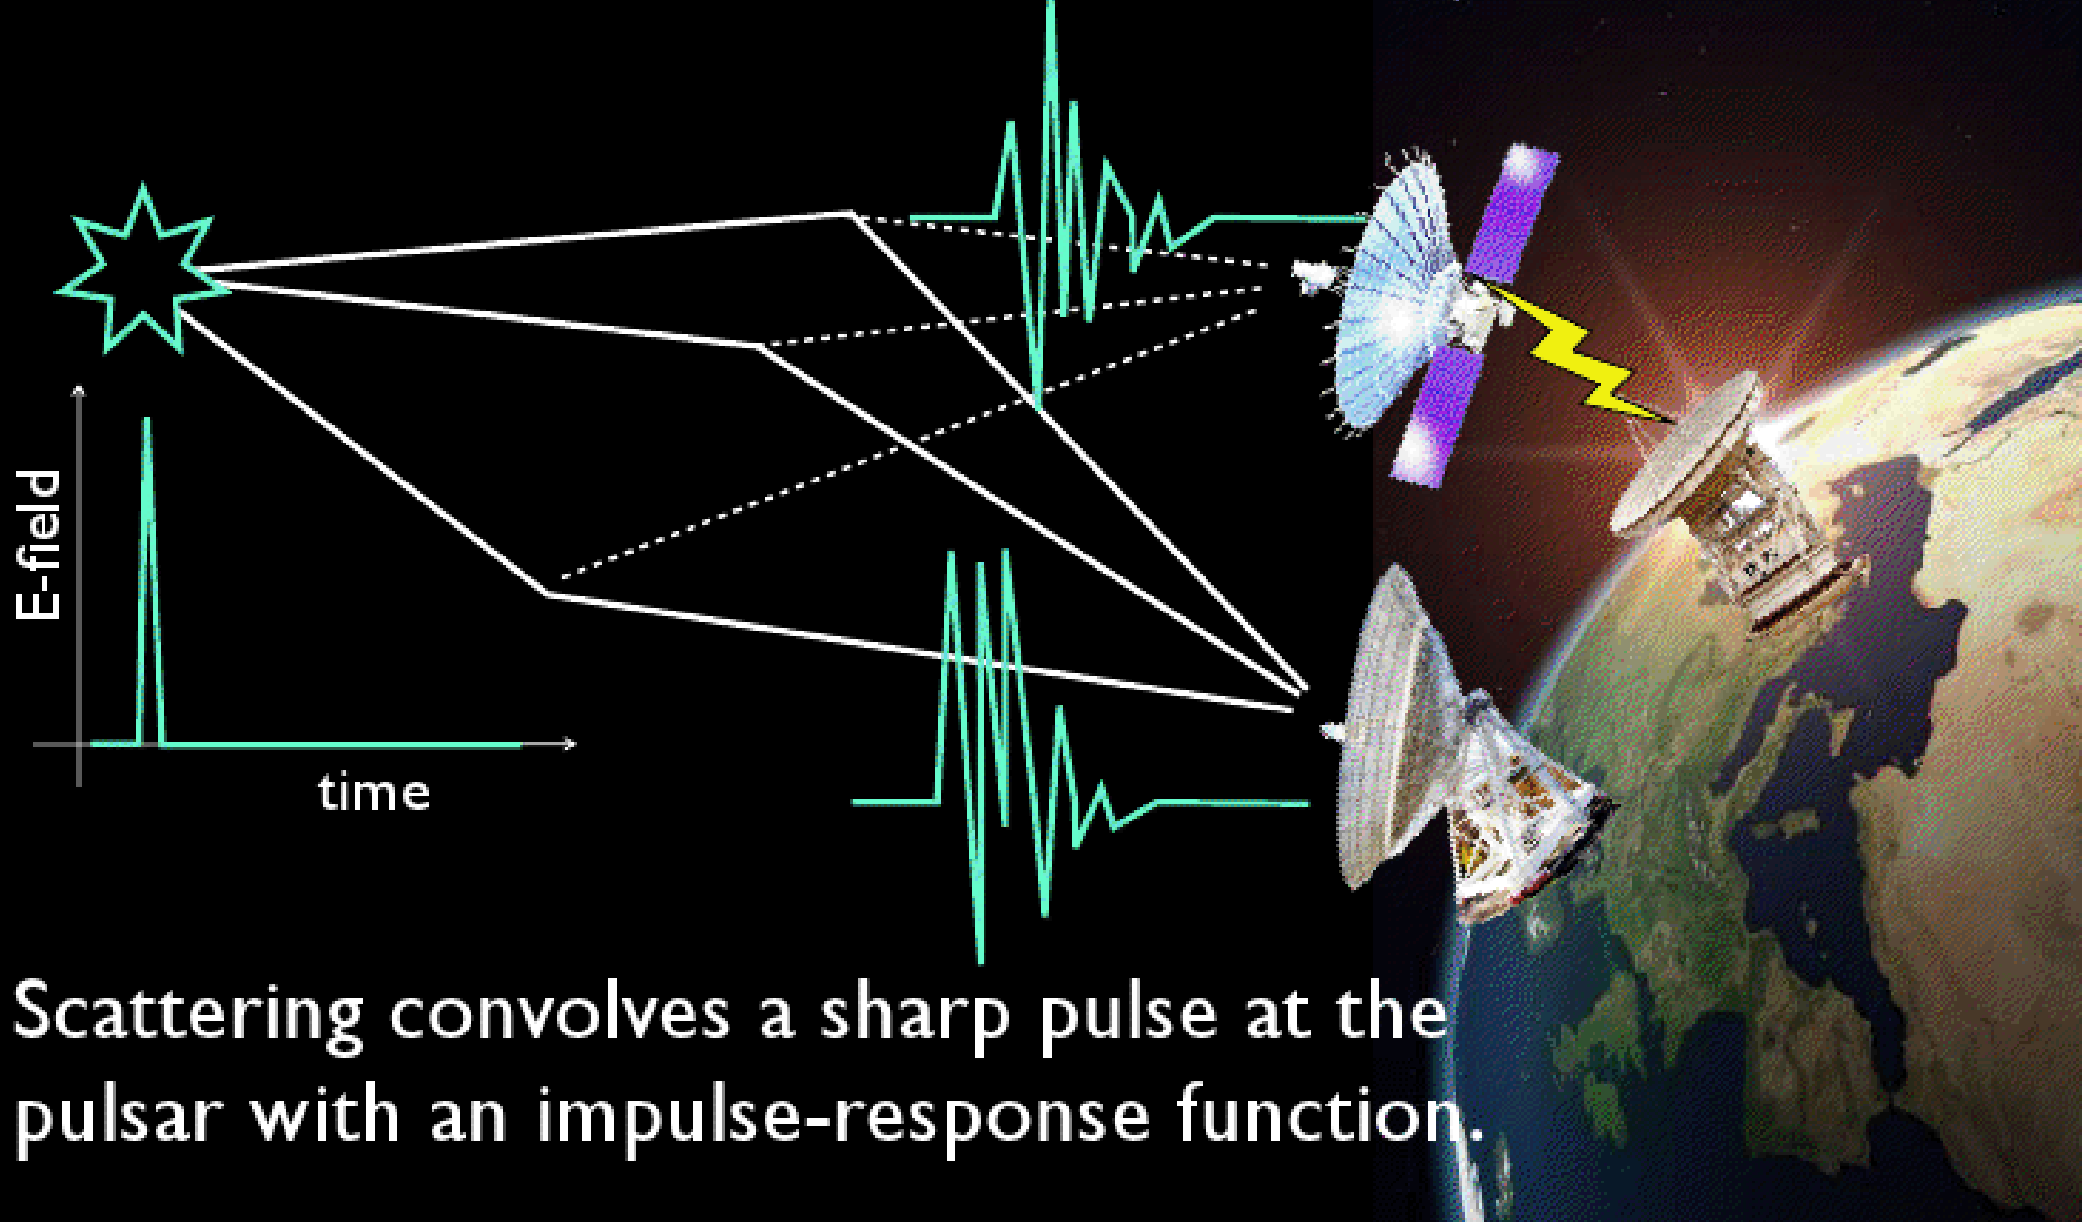 E-field
time
Scattering convolves a sharp pulse at the
pulsar with an impulse-response function.